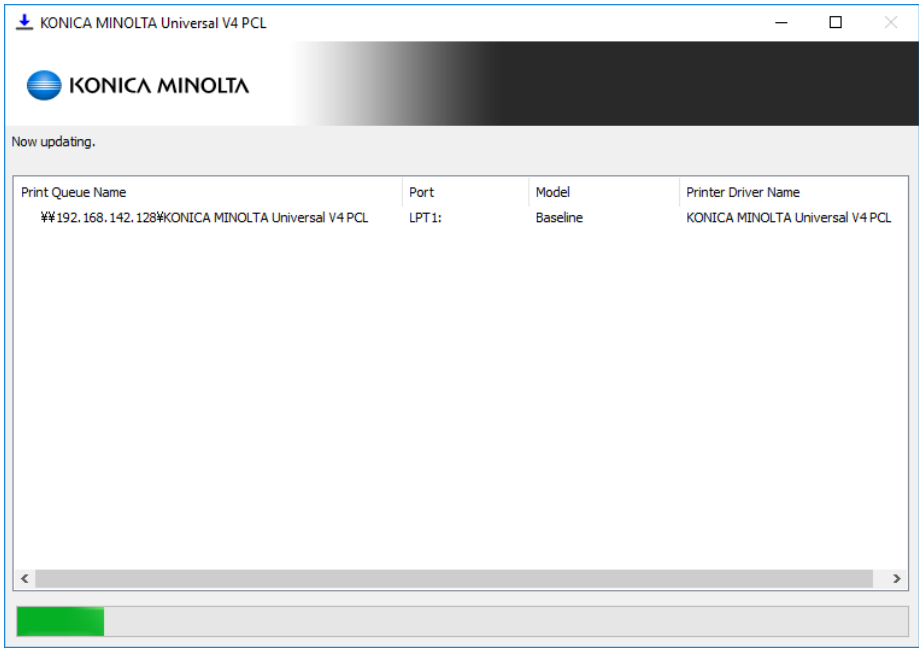 KONICA MINOLTA Universal V4 PCL
KONICA MINOLTA
Now updating.
Print Queue Name Port Model Printer Driver Name
¥¥192.168.142.128¥KONICA MINOLTA Universal V4 PCL LPT1: Baseline KONICA MINOLTA Universal V4 PCL